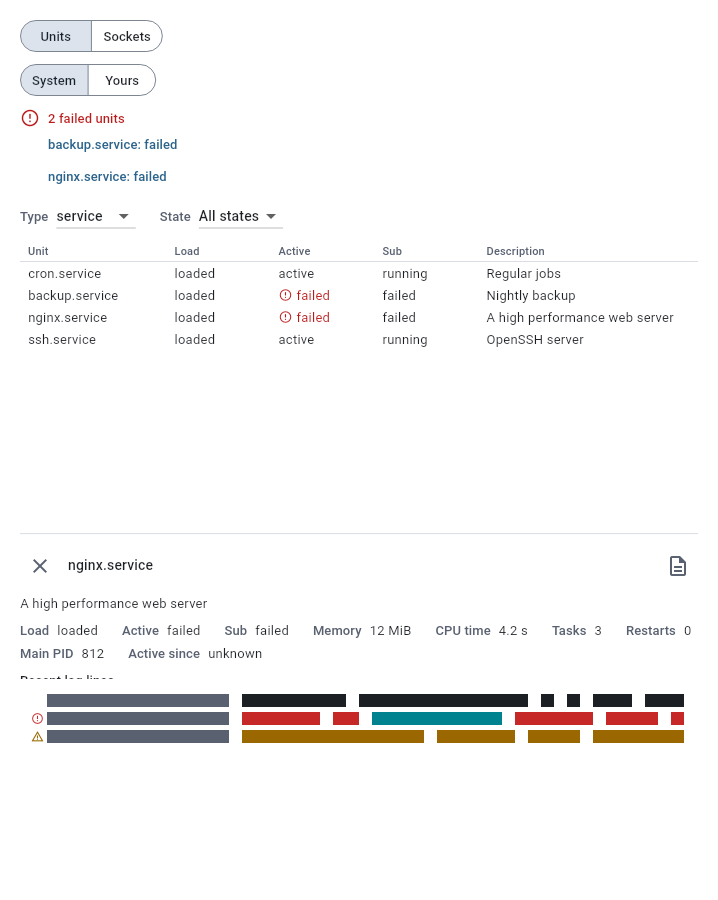 Units Sockets
System Yours
2 failed units
backup.service: failed
nginx.service: failed
Type service State All states
Unit Load Active Sub Description
cron.service loaded active running Regular jobs
backup.service loaded failed failed Nightly backup
nginx.service loaded failed failed A high performance web server
ssh.service loaded active running OpenSSH server
nginx.service
A high performance web server
Load loaded Active failed Sub failed Memory 12 MiB CPU time 4.2 s Tasks 3 Restarts 0
Main PID 812 Active since unknown
Recent log lines